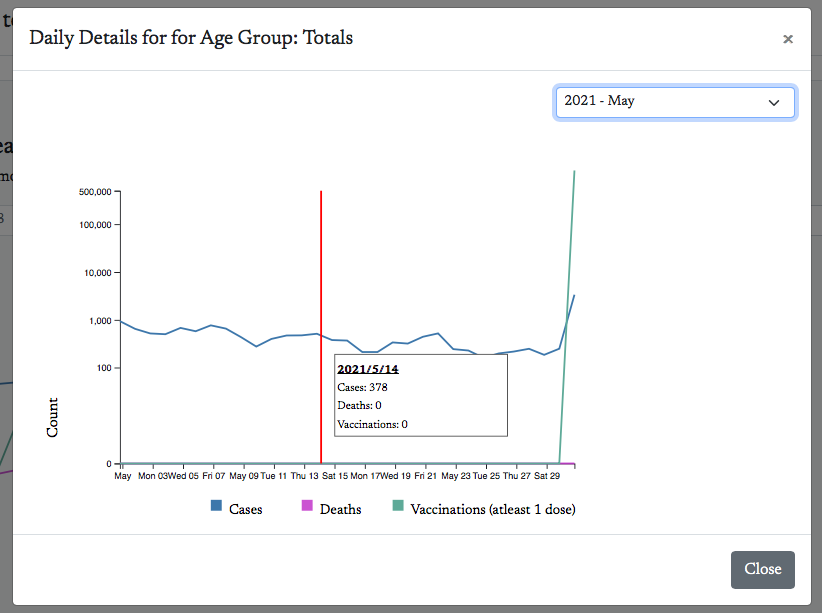 Daily Details for for Age Group: Totals
×
2021 - May
500,000
100,000
10,000
1,000
100
0
Count
2021/5/14
Cases: 378
Deaths: 0
Vaccinations: 0
May Mon 03 Wed 05 Fri 07 May 09 Tue 11 Thu 13 Sat 15 Mon 17 Wed 19 Fri 21 May 23 Tue 25 Thu 27 Sat 29
Cases Deaths Vaccinations (atleast 1 dose)
Close